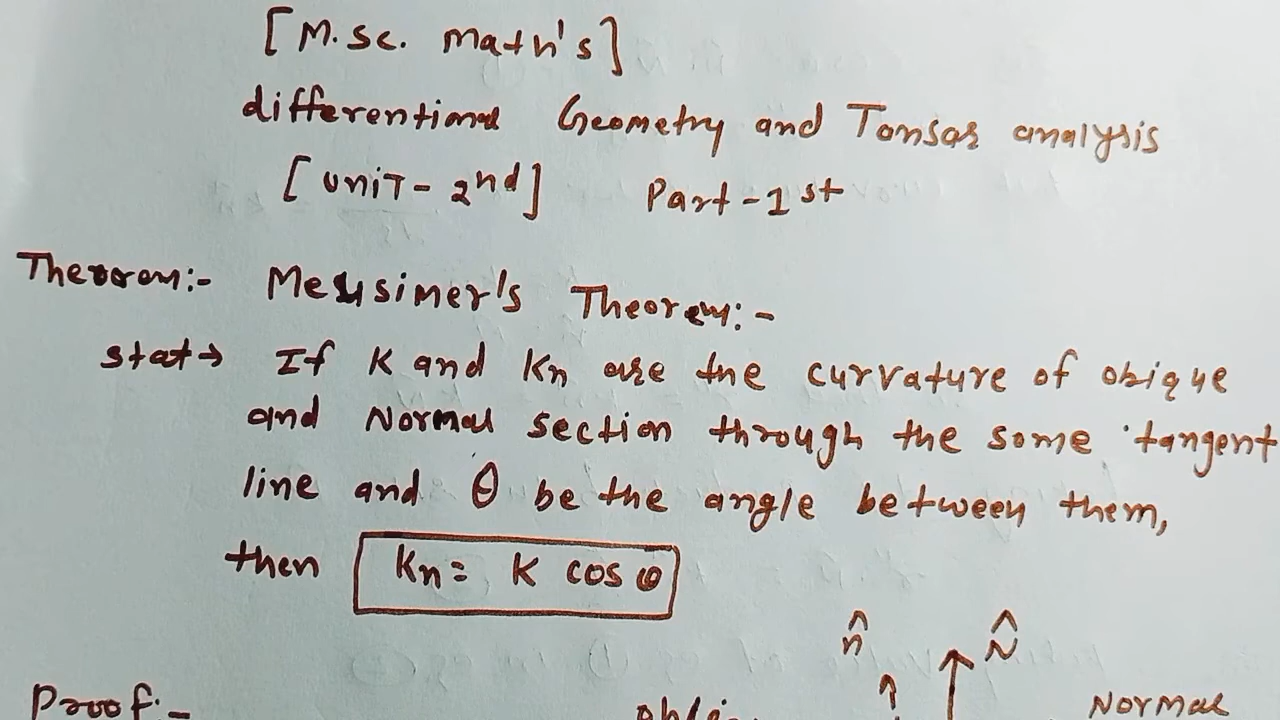 [M.sc. math's]
differential Geometry and Tonsar analysis
[UNIT- 2nd] Part-1st
Theorem:- Meusimer's Theorem:-
stat→ If K and Kn are the curvature of obique
and Normal section through the some tangent
line and θ be the angle between them,
then Kn= K cos θ
n̂ N̂
Proof:- Normal